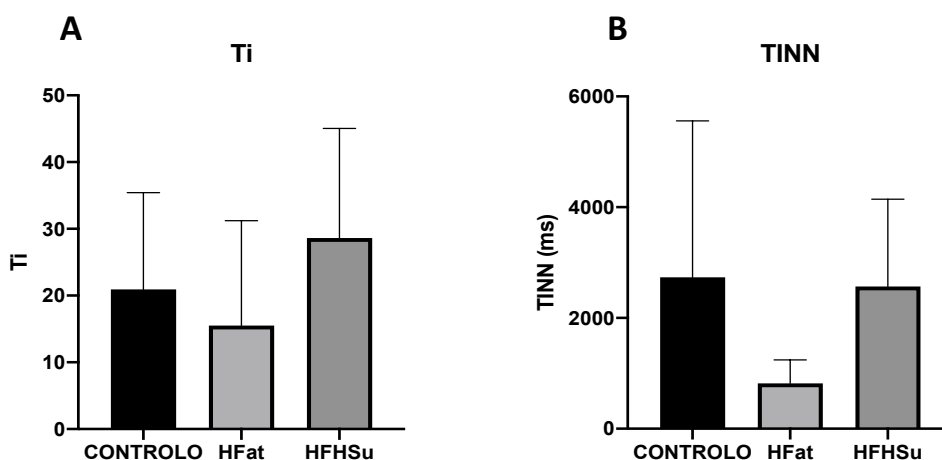 A
Ti
50
40
30
20
10
0
Ti
CONTROLO HFat HFHSu
B
TINN
6000
4000
2000
0
TINN (ms)
CONTROLO HFat HFHSu